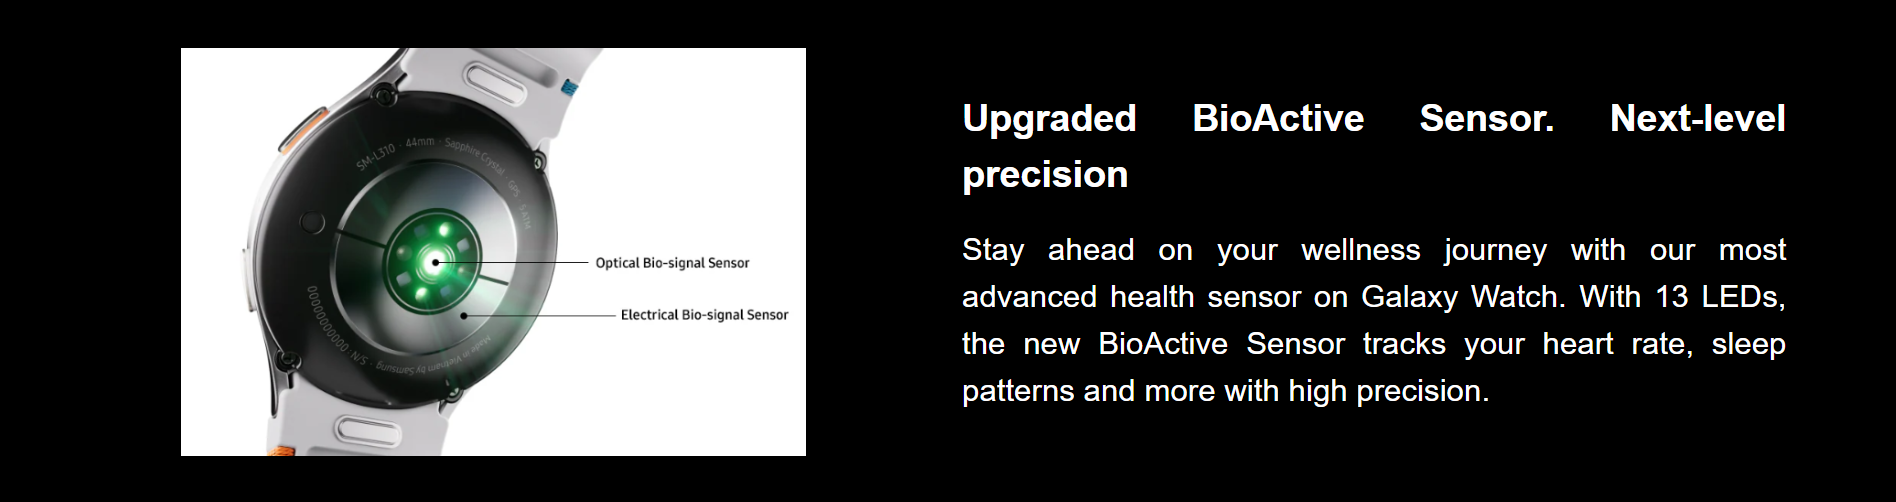 SM-L310 · 44mm · Sapphire Crystal · GPS · 5ATM
Optical Bio-signal Sensor
Electrical Bio-signal Sensor
Made in Vietnam by Samsung · S/N: 00000000000
Upgraded BioActive Sensor. Next-level
precision
Stay ahead on your wellness journey with our most
advanced health sensor on Galaxy Watch. With 13 LEDs,
the new BioActive Sensor tracks your heart rate, sleep
patterns and more with high precision.